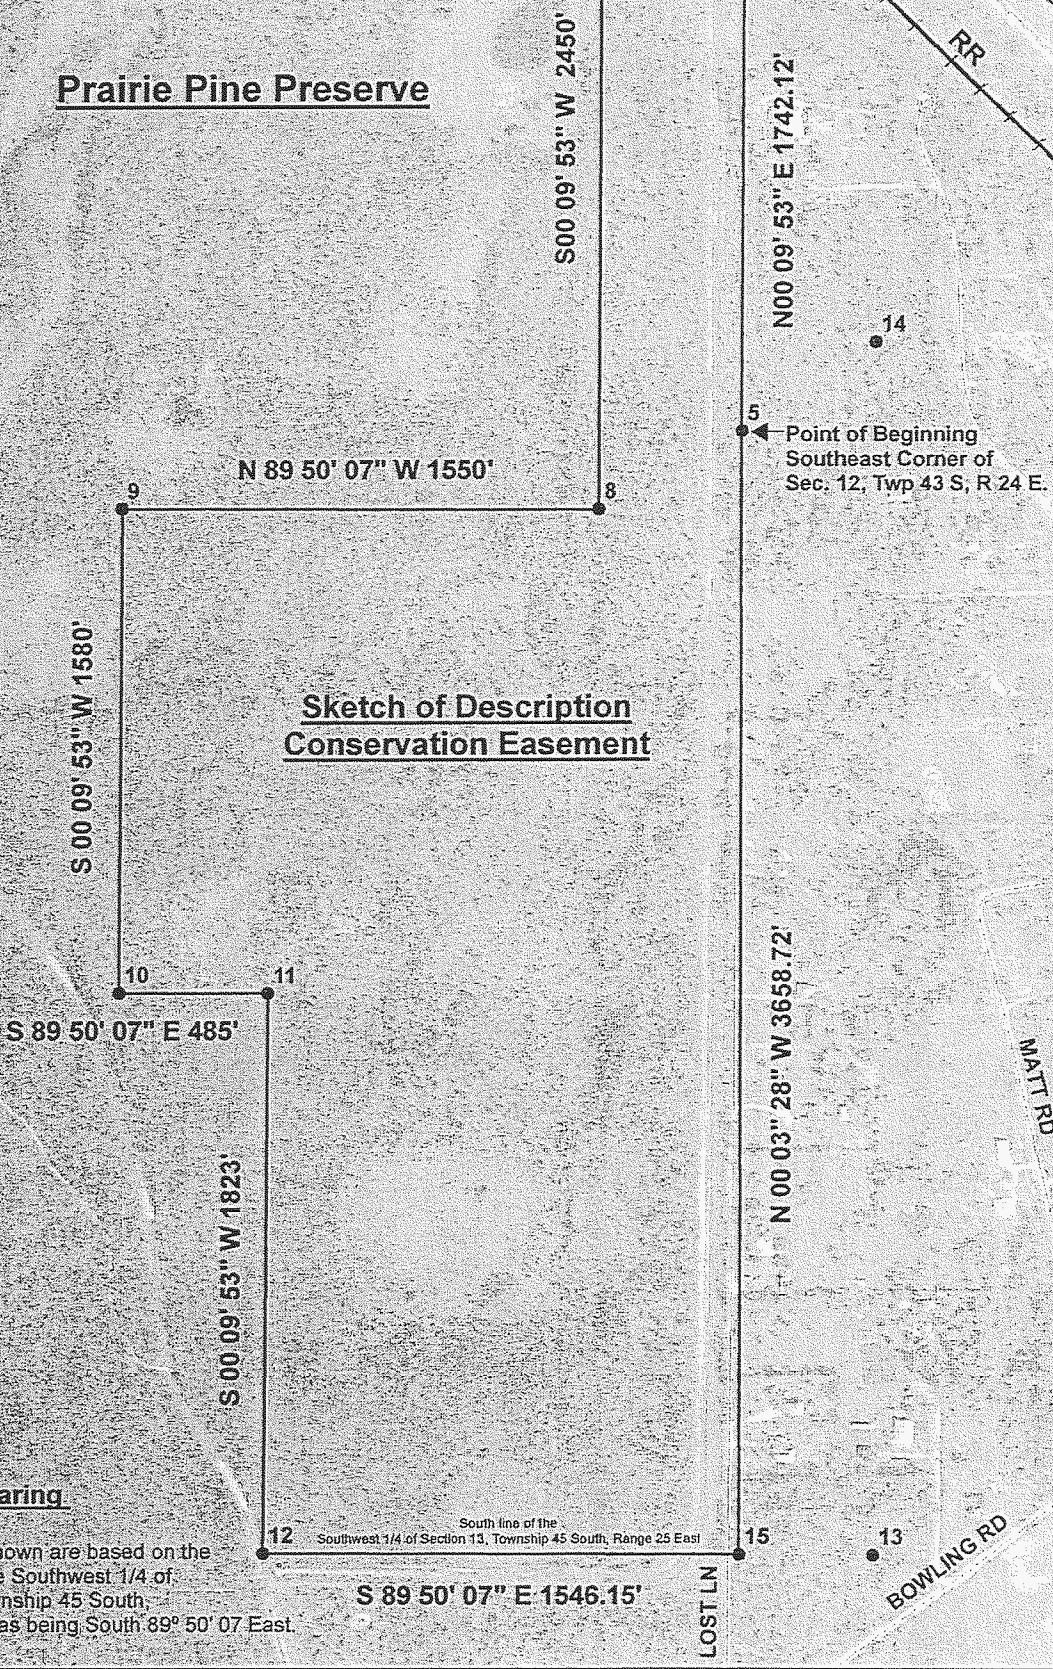 RR
Prairie Pine Preserve
S00 09' 53" W 2450'
N00 09' 53" E 1742.12'
14
5
Point of Beginning
Southeast Corner of
Sec. 12, Twp 43 S, R 24 E.
N 89 50' 07" W 1550'
9
8
S 00 09' 53" W 1580'
Sketch of Description
Conservation Easement
10
11
S 89 50' 07" E 485'
N 00 03" 28" W 3658.72'
MATT RD
S 00 09' 53" W 1823'
aring
own are based on the
e Southwest 1/4 of
nship 45 South,
as being South 89º 50' 07 East.
South line of the
Southwest 1/4 of Section 13, Township 45 South, Range 25 East
12
15
13
S 89 50' 07" E 1546.15'
LOST LN
BOWLING RD